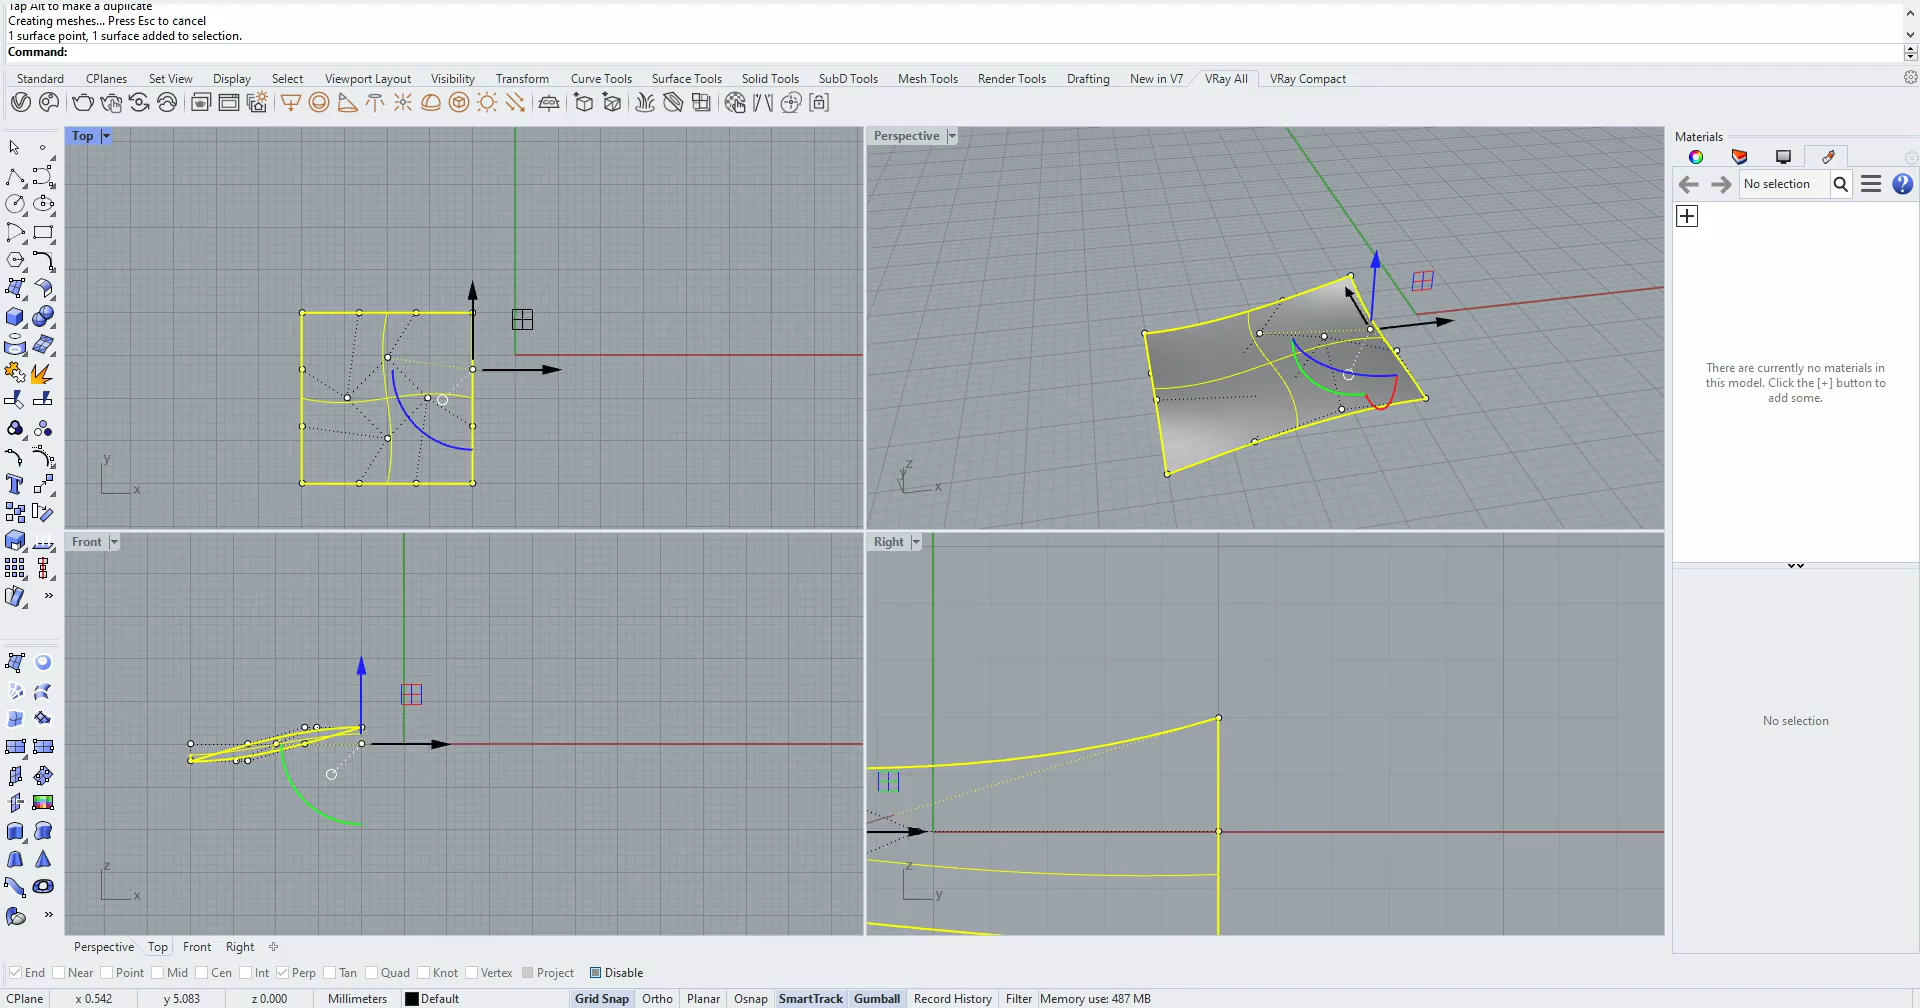 Tap Alt to make a duplicate
Creating meshes... Press Esc to cancel
1 surface point, 1 surface added to selection.
Command:
Standard CPlanes Set View Display Select Viewport Layout Visibility Transform Curve Tools Surface Tools Solid Tools SubD Tools Mesh Tools Render Tools Drafting New in V7 VRay All VRay Compact
Top
Perspective
Materials
No selection
There are currently no materials in
this model. Click the [+] button to
add some.
y
x
z
x
Front
Right
No selection
z
x
z
y
Perspective Top Front Right
End Near Point Mid Cen Int Perp Tan Quad Knot Vertex Project Disable
CPlane x 0.542 y 5.083 z 0.000 Millimeters Default Grid Snap Ortho Planar Osnap SmartTrack Gumball Record History Filter Memory use: 487 MB